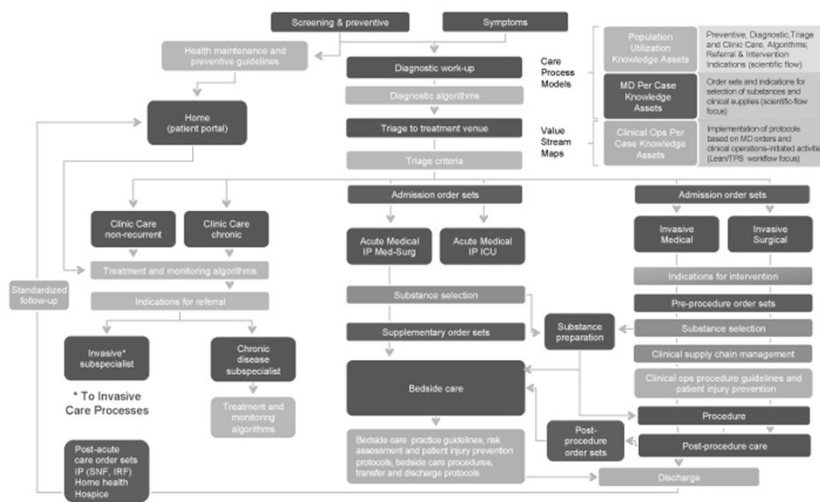 Screening & preventive
Symptoms
Health maintenance and
preventive guidelines
Diagnostic work-up
Diagnostic algorithms
Home
(patient portal)
Triage to treatment venue
Triage criteria
Care
Process
Models
Value
Stream
Maps
Population
Utilization
Knowledge Assets
Preventive, Diagnostic,Triage
and Clinic Care, Algorithms;
Referral & Intervention
Indications (scientific flow)
MD Per Case
Knowledge
Assets
Order sets and indications for
selection of substances and
clinical supplies (scientific-flow
focus)
Clinical Ops Per
Case Knowledge
Assets
Implementation of protocols
based on MD orders and
clinical operations-initiated activities
(Lean/TPS workflow focus)
Clinic Care
non-recurrent
Clinic Care
chronic
Treatment and monitoring algorithms
Indications for referral
Standardized
follow-up
Invasive*
subspecialist
Chronic
disease
subspecialist
* To Invasive
Care Processes
Treatment and
monitoring
algorithms
Post-acute
care order sets
IP (SNF, IRF)
Home health
Hospice
Admission order sets
Acute Medical
IP Med-Surg
Acute Medical
IP ICU
Substance selection
Supplementary order sets
Substance
preparation
Bedside care
Bedside care practice guidelines, risk
assessment and patient injury prevention
protocols, bedside care procedures,
transfer and discharge protocols
Post-
procedure
order sets
Admission order sets
Invasive
Medical
Invasive
Surgical
Indications for intervention
Pre-procedure order sets
Substance selection
Clinical supply chain management
Clinical ops procedure guidelines and
patient injury prevention
Procedure
Post-procedure care
Discharge